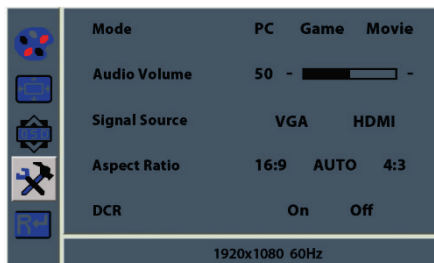 Mode PC Game Movie
Audio Volume 50 - -
Signal Source VGA HDMI
OSD
Aspect Ratio 16:9 AUTO 4:3
DCR On Off
R
1920x1080 60Hz